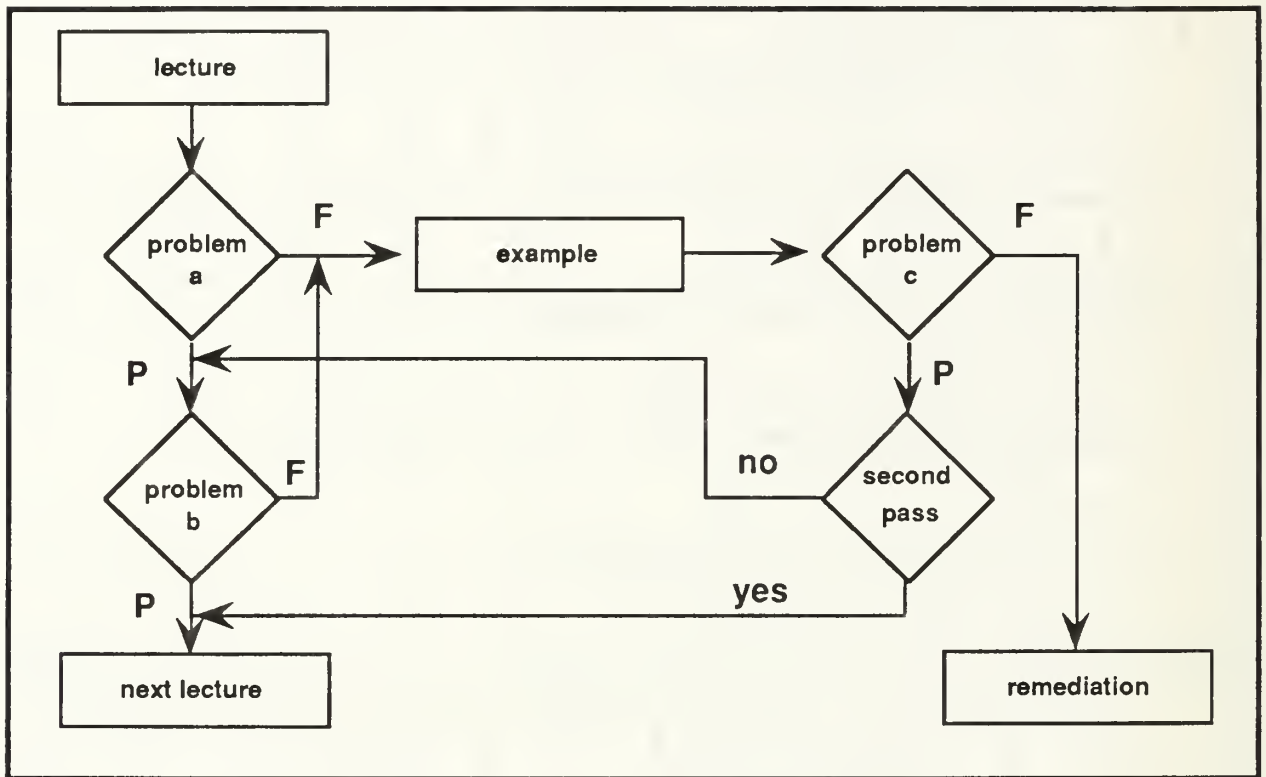 lecture
problem
a
F
example
problem
c
F
P
P
problem
b
F
no
second
pass
P
yes
next lecture
remediation